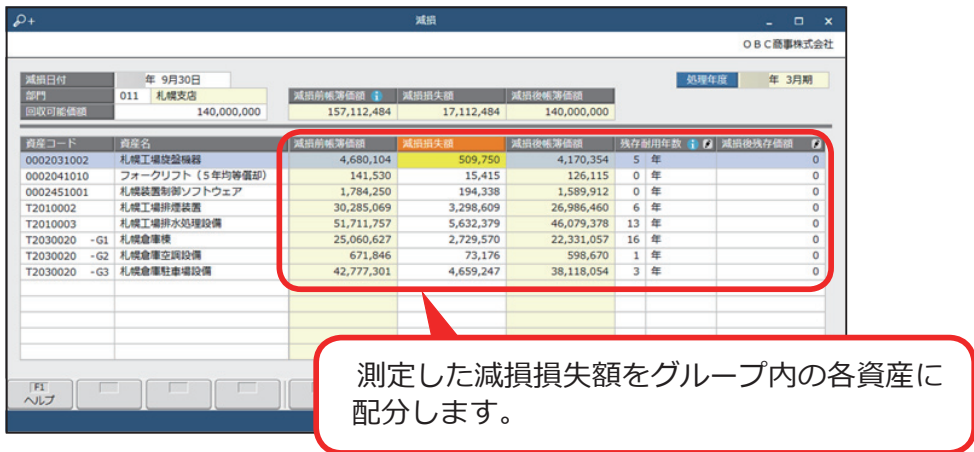 減損
OBC商事株式会社
減損日付 年 9月30日 処理年度 年 3月期
部門 011 札幌支店 減損前帳簿価額 減損損失額 減損後帳簿価額
回収可能価額 140,000,000 157,112,484 17,112,484 140,000,000
資産コード 資産名 減損前帳簿価額 減損損失額 減損後帳簿価額 残存耐用年数 減損後残存価額
0002031002 札幌工場旋盤機器 4,680,104 509,750 4,170,354 5 年 0
0002041010 フォークリフト(5年均等償却) 141,530 15,415 126,115 0 年 0
0002451001 札幌装置制御ソフトウェア 1,784,250 194,338 1,589,912 0 年 0
T2010002 札幌工場排煙装置 30,285,069 3,298,609 26,986,460 6 年 0
T2010003 札幌工場排水処理設備 51,711,757 5,632,379 46,079,378 13 年 0
T2030020 -G1 札幌倉庫棟 25,060,627 2,729,570 22,331,057 16 年 0
T2030020 -G2 札幌倉庫空調設備 671,846 73,176 598,670 1 年 0
T2030020 -G3 札幌倉庫駐車場設備 42,777,301 4,659,247 38,118,054 3 年 0
測定した減損損失額をグループ内の各資産に
配分します。
F1
ヘルプ